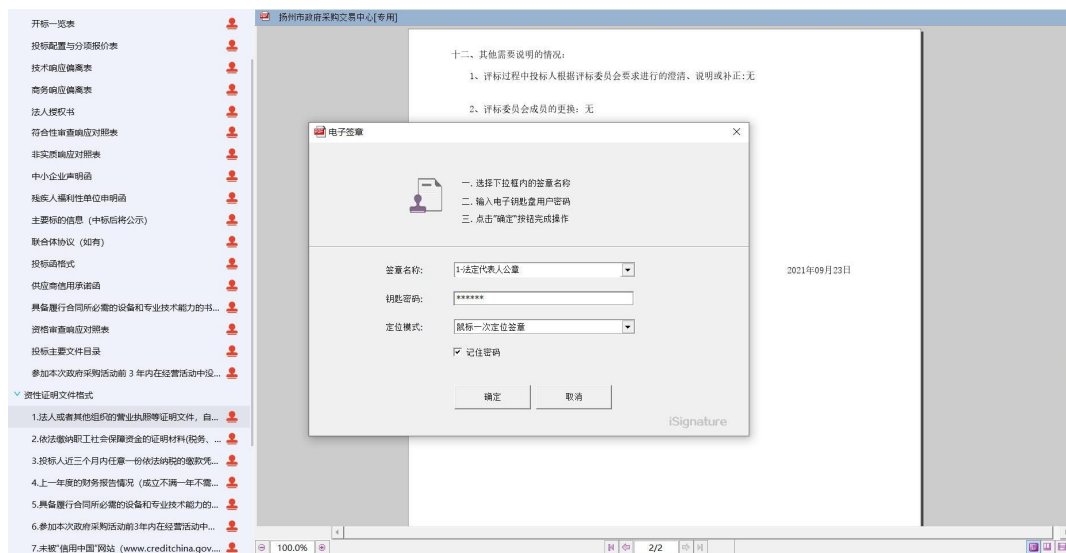 开标一览表
投标配置与分项报价表
技术响应偏离表
商务响应偏离表
法人授权书
符合性审查响应对照表
非实质响应对照表
中小企业声明函
残疾人福利性单位申明函
主要标的信息（中标后将公示）
联合体协议（如有）
投标函格式
供应商信用承诺函
具备履行合同所必需的设备和专业技术能力的书...
资格审查响应对照表
投标主要文件目录
参加本次政府采购活动前 3 年内在经营活动中没...
资性证明文件格式
1.法人或者其他组织的营业执照等证明文件，自...
2.依法缴纳职工社会保障资金的证明材料(税务、...
3.投标人近三个月内任意一份依法纳税的缴款凭...
4.上一年度的财务报告情况（成立不满一年不需...
5.具备履行合同所必需的设备和专业技术能力的...
6.参加本次政府采购活动前3年内在经营活动中...
7.未被"信用中国"网站（www.creditchina.gov....
扬州市政府采购交易中心[专用]
十二、其他需要说明的情况：
1、评标过程中投标人根据评标委员会要求进行的澄清、说明或补正:无
2、评标委员会成员的更换：无
电子签章
一. 选择下拉框内的签章名称
二. 输入电子钥匙盘用户密码
三. 点击"确定"按钮完成操作
签章名称: 1-法定代表人公章
钥匙密码: ******
定位模式: 鼠标一次定位签章
记住密码
确定 取消
iSignature
2021年09月23日
100.0% 2/2